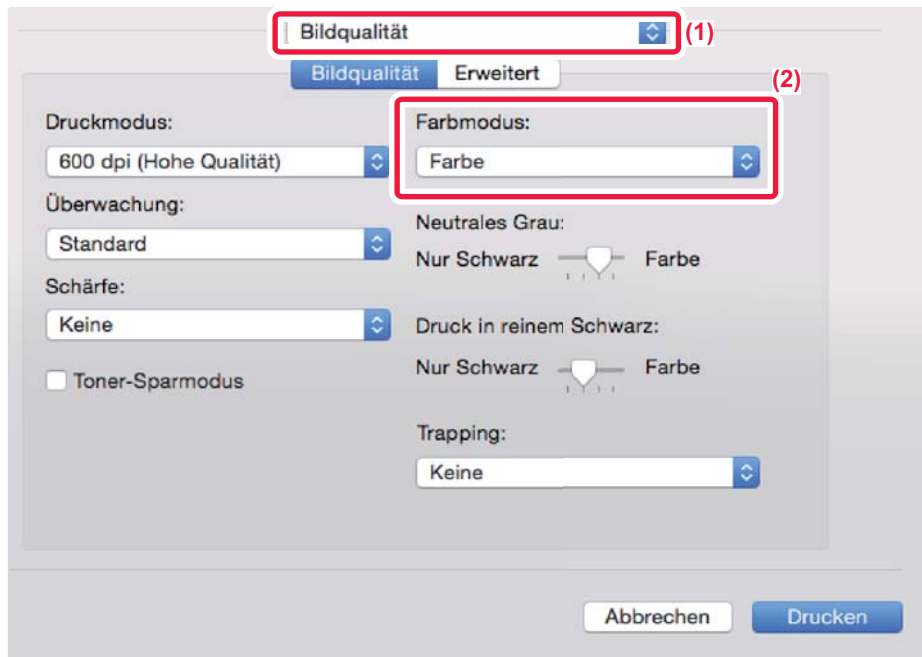 Bildqualität (1)
Bildqualität Erweitert
(2)
Druckmodus:
600 dpi (Hohe Qualität)
Überwachung:
Standard
Schärfe:
Keine
Toner-Sparmodus
Farbmodus:
Farbe
Neutrales Grau:
Nur Schwarz Farbe
Druck in reinem Schwarz:
Nur Schwarz Farbe
Trapping:
Keine
Abbrechen Drucken